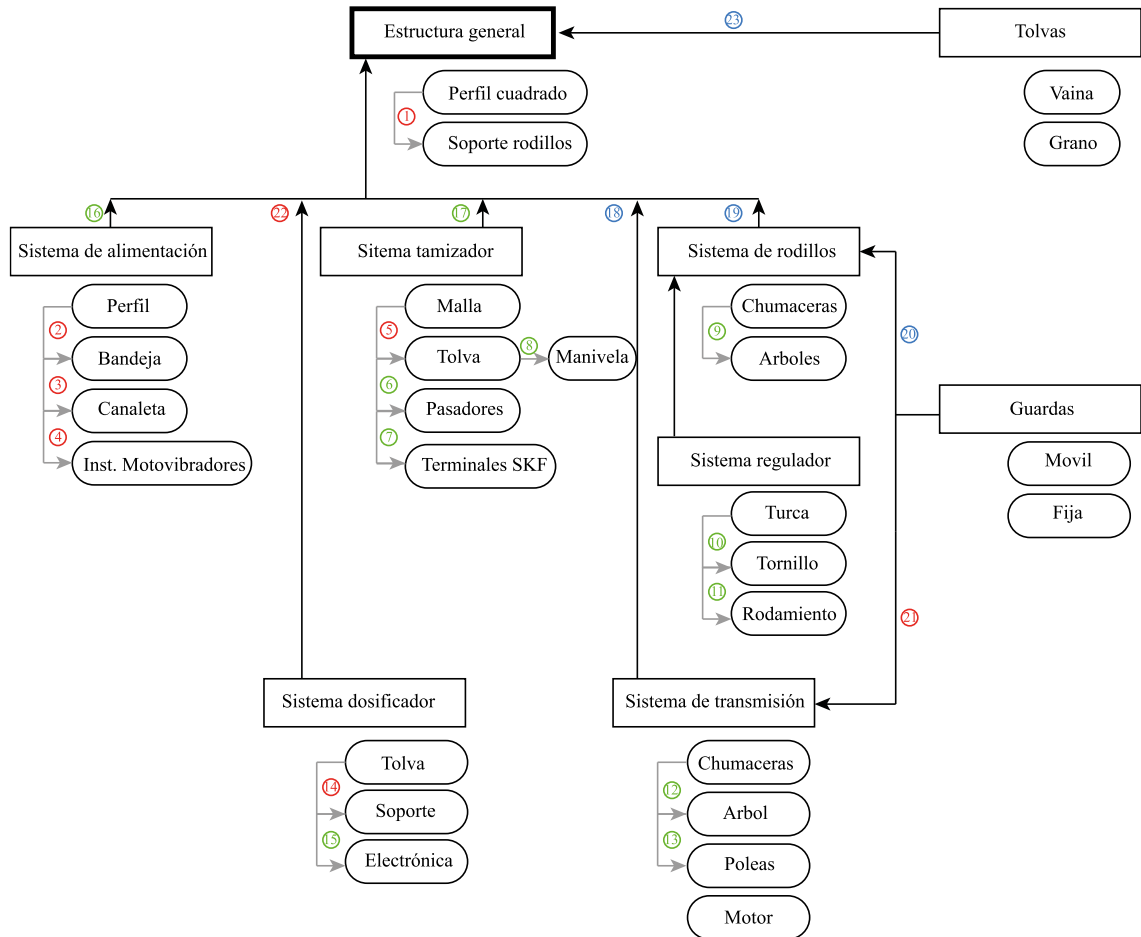 Estructura general
23
Tolvas
Perfil cuadrado
1
Soporte rodillos
Vaina
Grano
16
22
17
18
19
Sistema de alimentación
Sitema tamizador
Sistema de rodillos
Perfil
2
Bandeja
3
Canaleta
4
Inst. Motovibradores
Malla
5
Tolva
8
Manivela
6
Pasadores
7
Terminales SKF
Chumaceras
9
Arboles
20
Sistema regulador
Guardas
Movil
Fija
Turca
10
Tornillo
11
Rodamiento
21
Sistema dosificador
Sistema de transmisión
Tolva
14
Soporte
15
Electrónica
Chumaceras
12
Arbol
13
Poleas
Motor